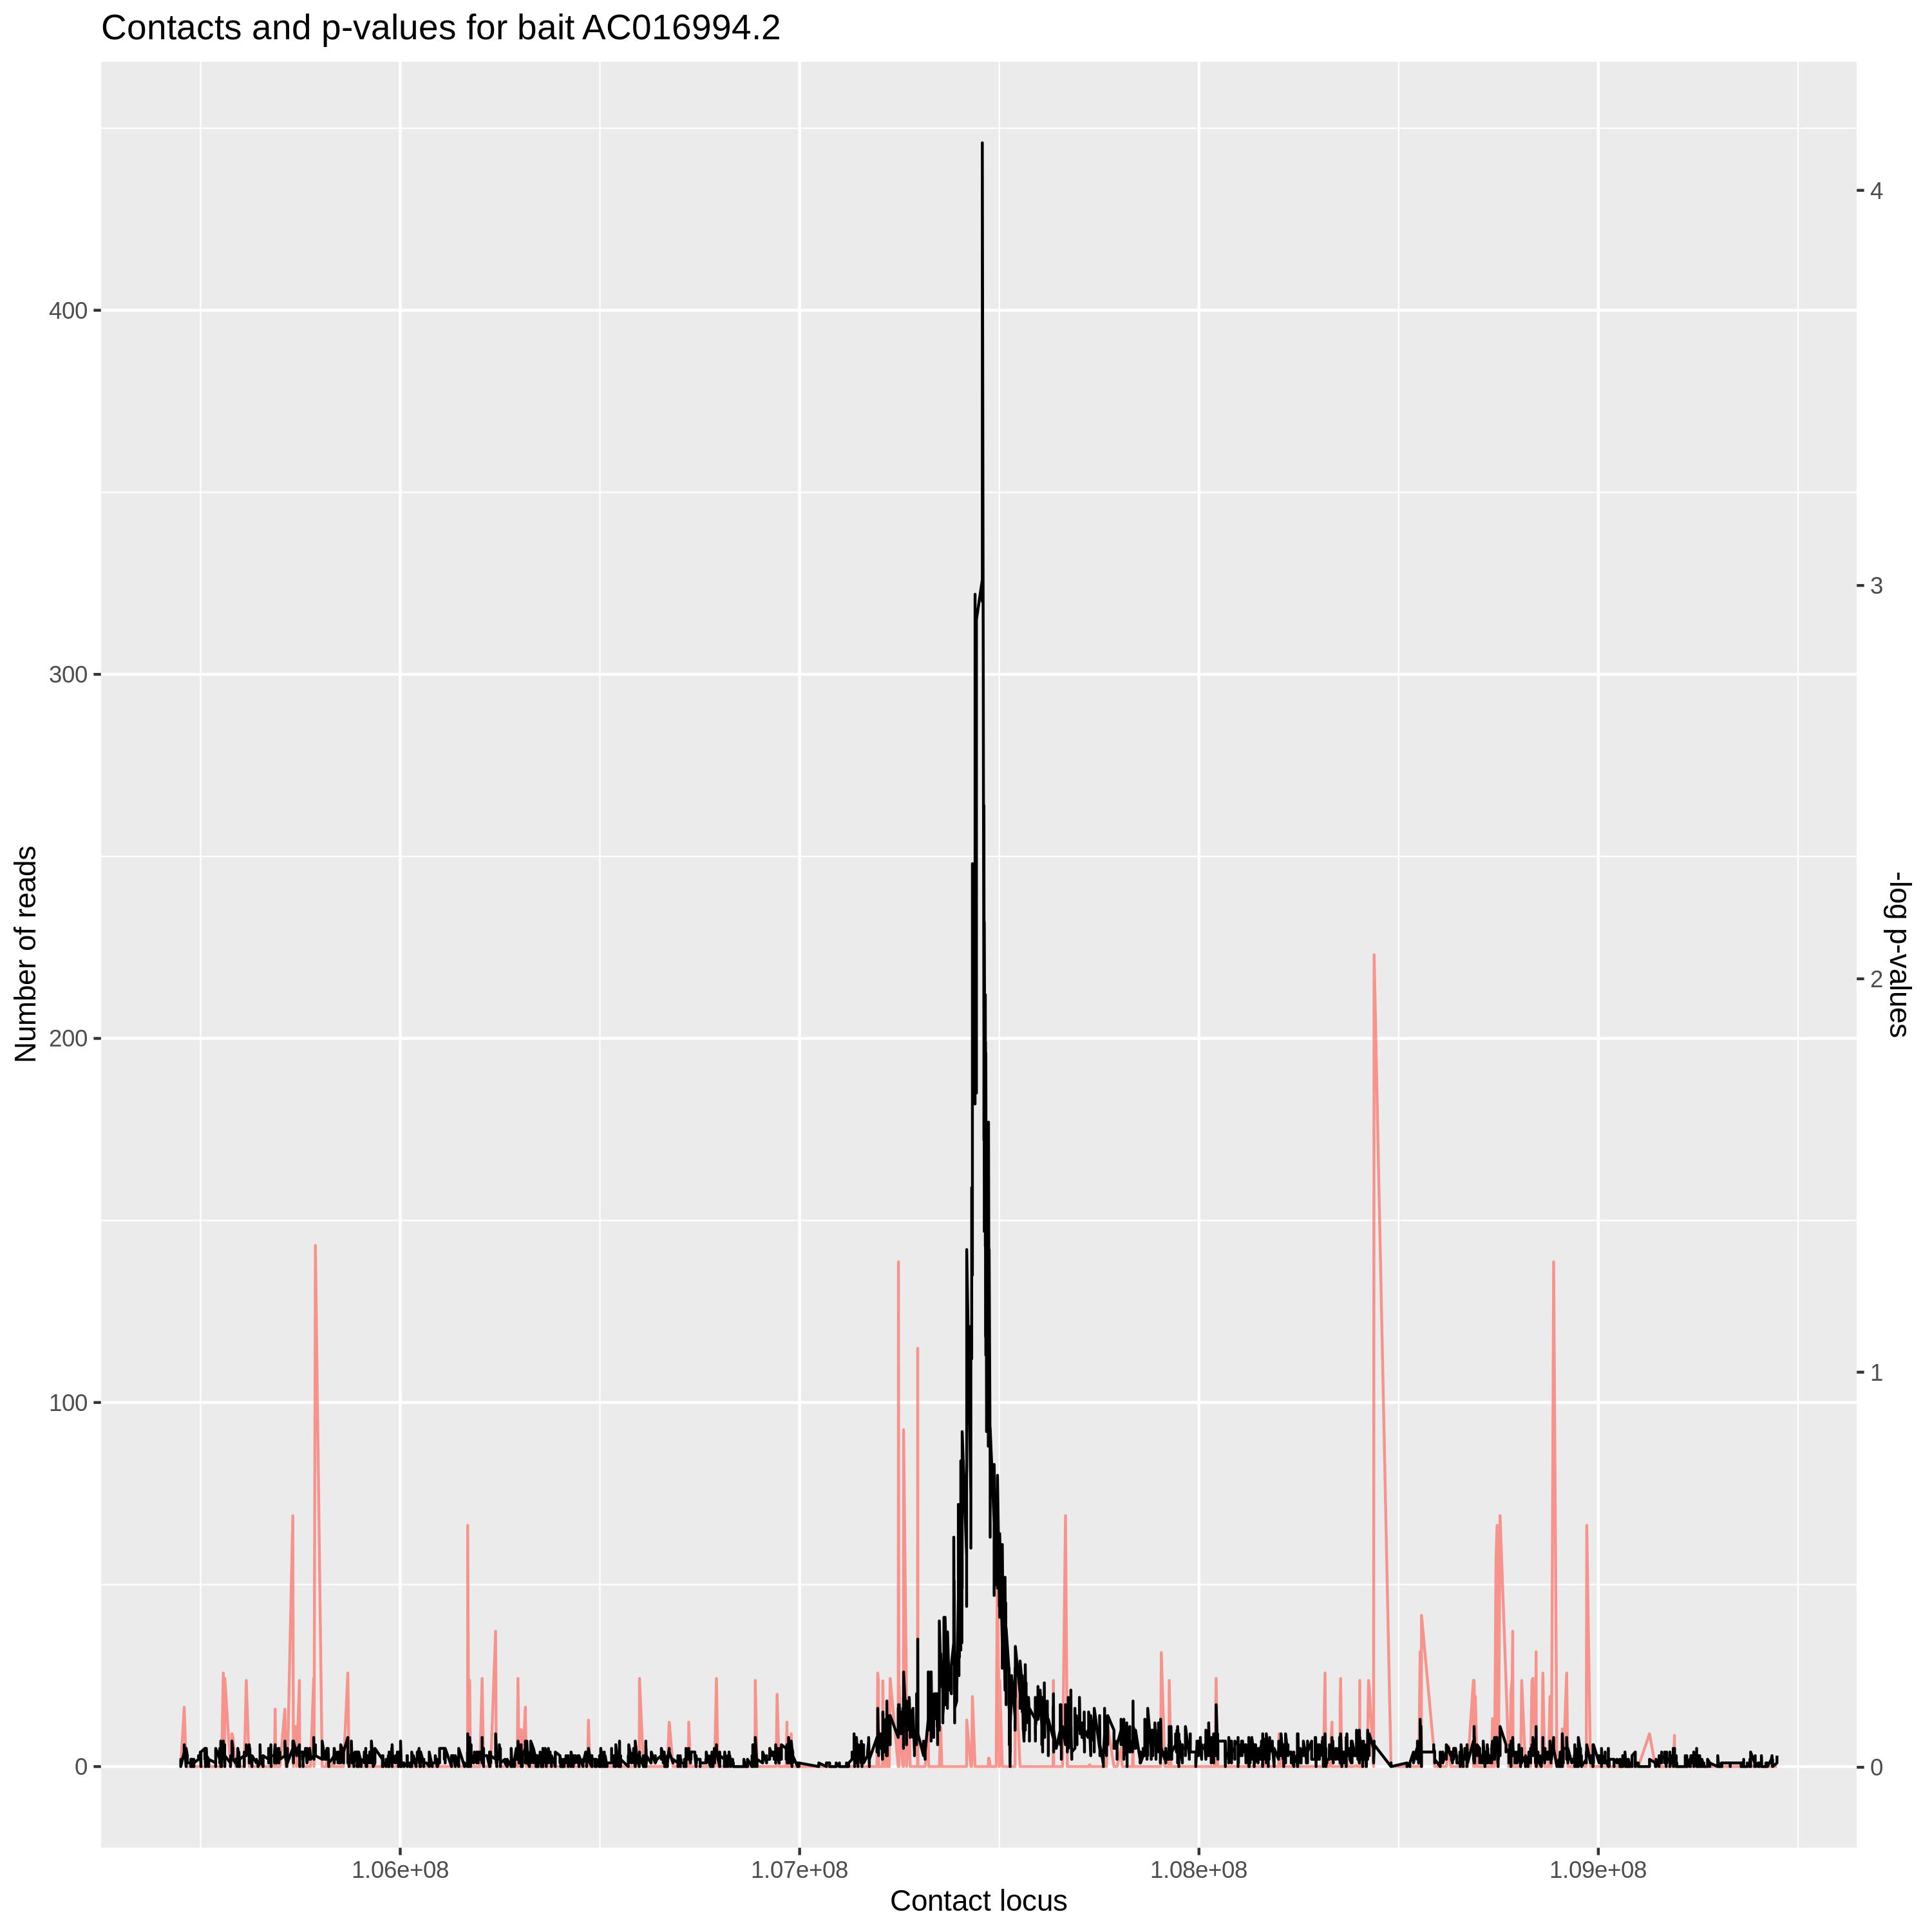 Contacts and p-values for bait AC016994.2
400
300
200
100
0
4
3
2
1
0
Number of reads
-log p-values
1.06e+08 1.07e+08 1.08e+08 1.09e+08
Contact locus